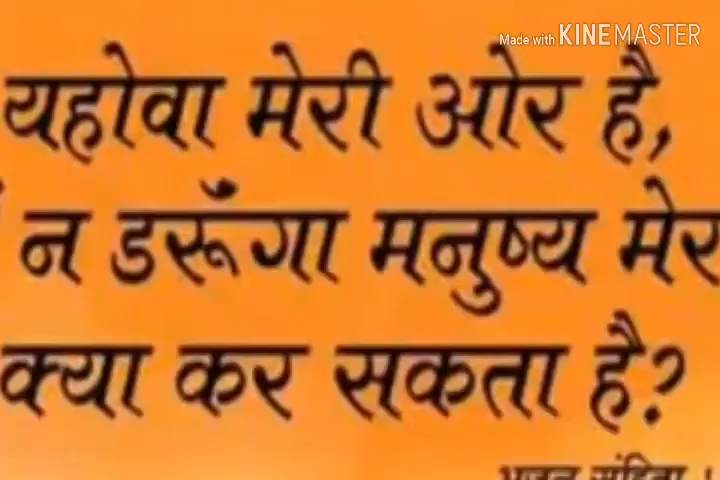 Made with KINEMASTER
यहोवा मेरी ओर है,
न डरूँगा मनुष्य मेर
क्या कर सकता है?